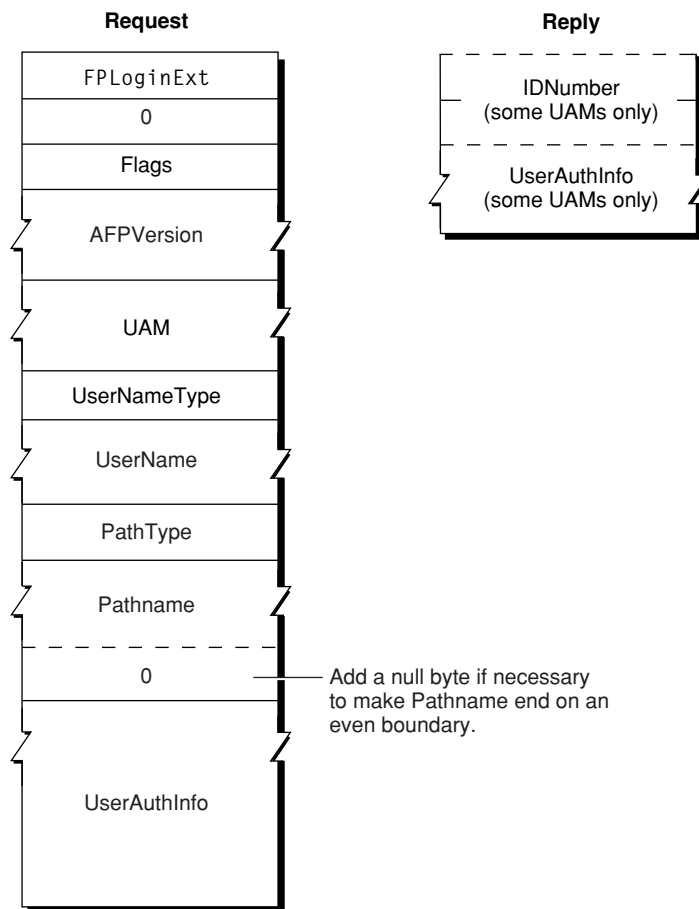 Request
FPLoginExt
0
Flags
AFPVersion
UAM
UserNameType
UserName
PathType
Pathname
0
Add a null byte if necessary
to make Pathname end on an
even boundary.
UserAuthInfo
Reply
IDNumber
(some UAMs only)
UserAuthInfo
(some UAMs only)